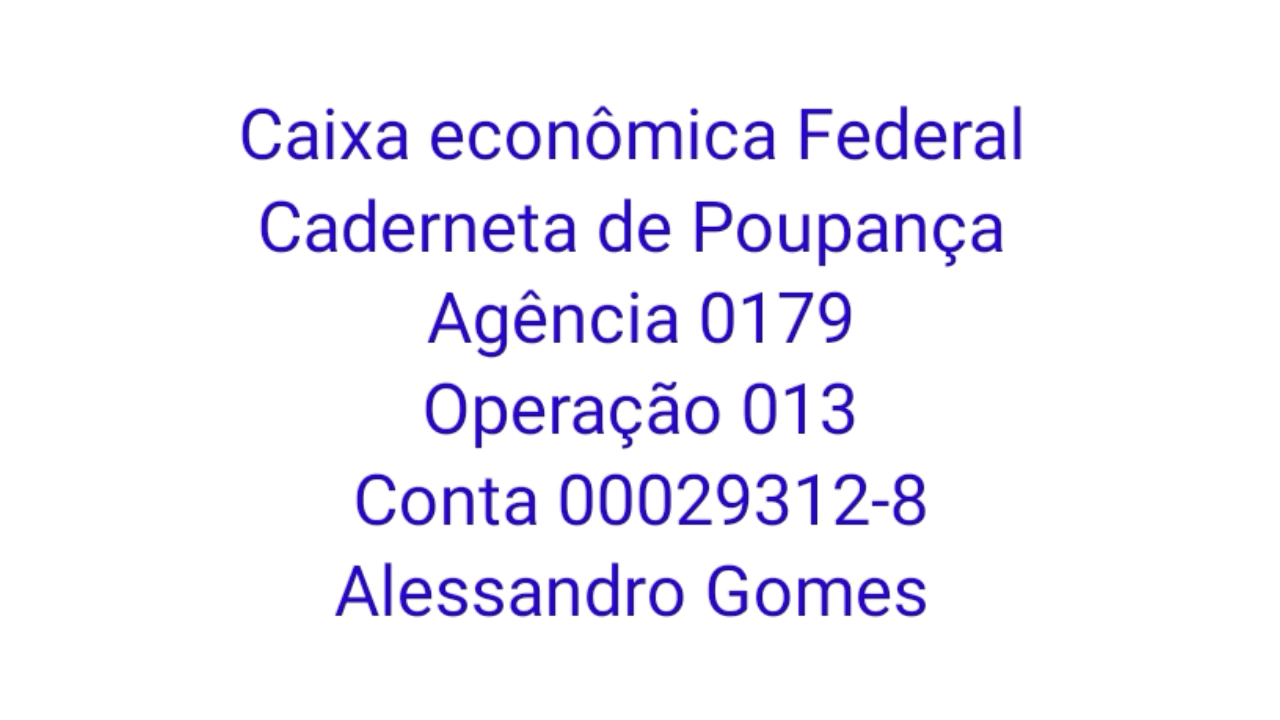 Caixa econômica Federal
Caderneta de Poupança
Agência 0179
Operação 013
Conta 00029312-8
Alessandro Gomes